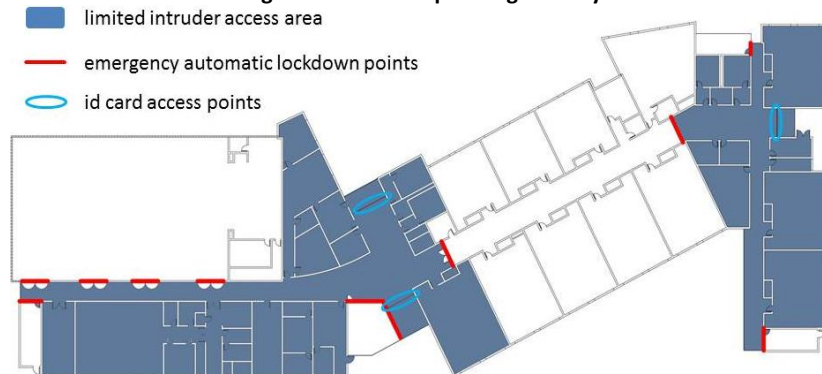 limited intruder access area
emergency automatic lockdown points
id card access points